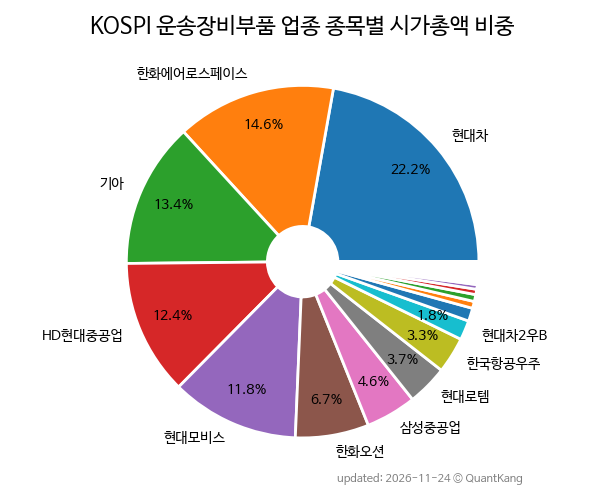 KOSPI 운송장비부품 업종 종목별 시가총액 비중
한화에어로스페이스
현대차
14.6%
22.2%
기아
13.4%
HD현대중공업
12.4%
1.8%
현대차2우B
3.3%
한국항공우주
3.7%
4.6%
현대로템
11.8%
6.7%
삼성중공업
현대모비스
한화오션
updated: 2026-11-24 © QuantKang